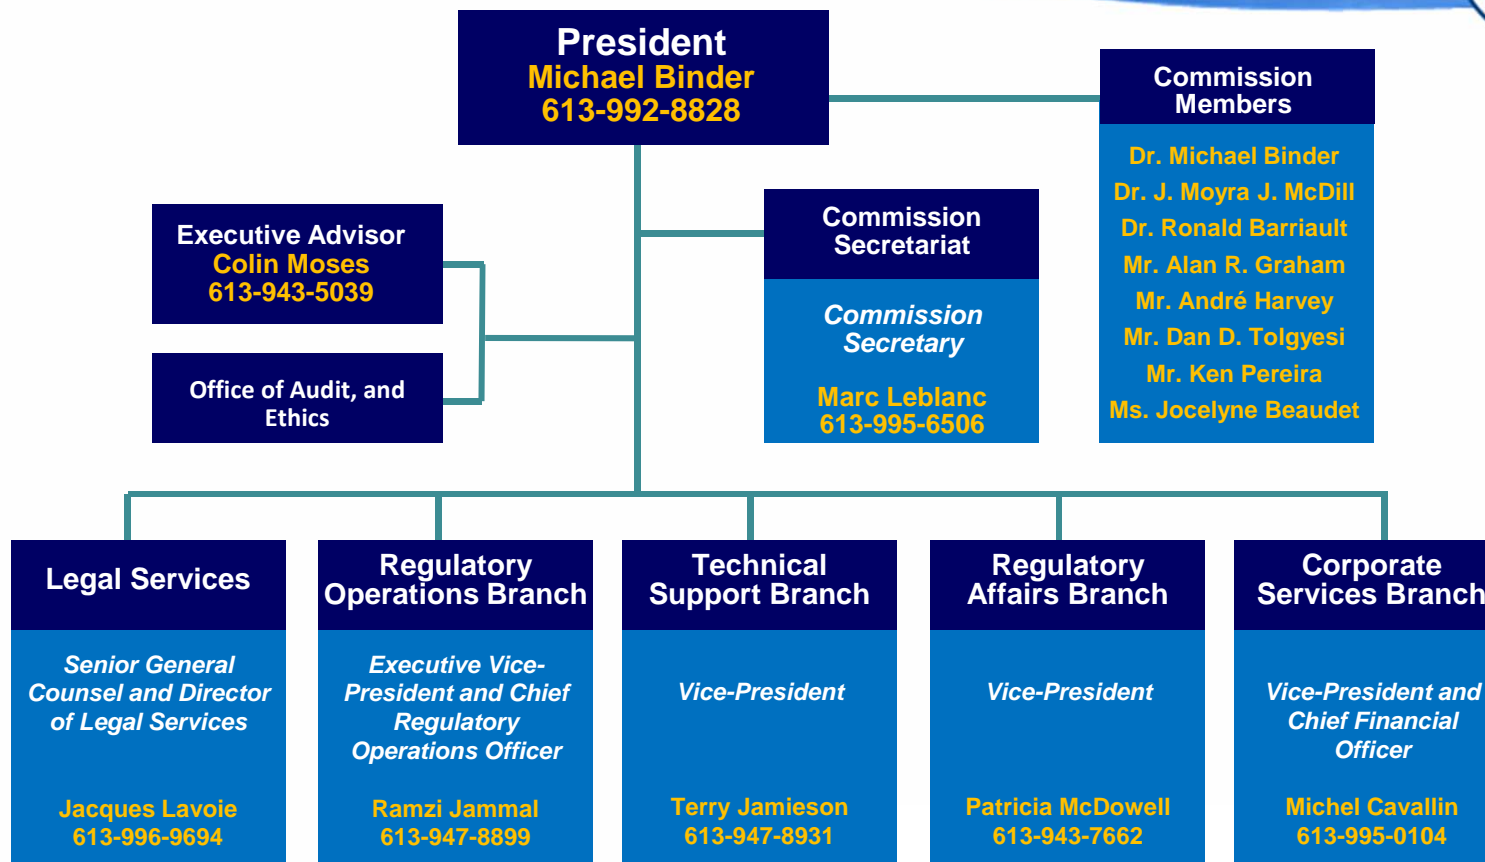 President
Michael Binder
613-992-8828
Commission
Members
Dr. Michael Binder
Dr. J. Moyra J. McDill
Dr. Ronald Barriault
Mr. Alan R. Graham
Mr. André Harvey
Mr. Dan D. Tolgyesi
Mr. Ken Pereira
Ms. Jocelyne Beaudet
Executive Advisor
Colin Moses
613-943-5039
Office of Audit, and
Ethics
Commission
Secretariat
Commission
Secretary
Marc Leblanc
613-995-6506
Legal Services
Senior General
Counsel and Director
of Legal Services
Jacques Lavoie
613-996-9694
Regulatory
Operations Branch
Executive Vice-
President and Chief
Regulatory
Operations Officer
Ramzi Jammal
613-947-8899
Technical
Support Branch
Vice-President
Terry Jamieson
613-947-8931
Regulatory
Affairs Branch
Vice-President
Patricia McDowell
613-943-7662
Corporate
Services Branch
Vice-President and
Chief Financial
Officer
Michel Cavallin
613-995-0104